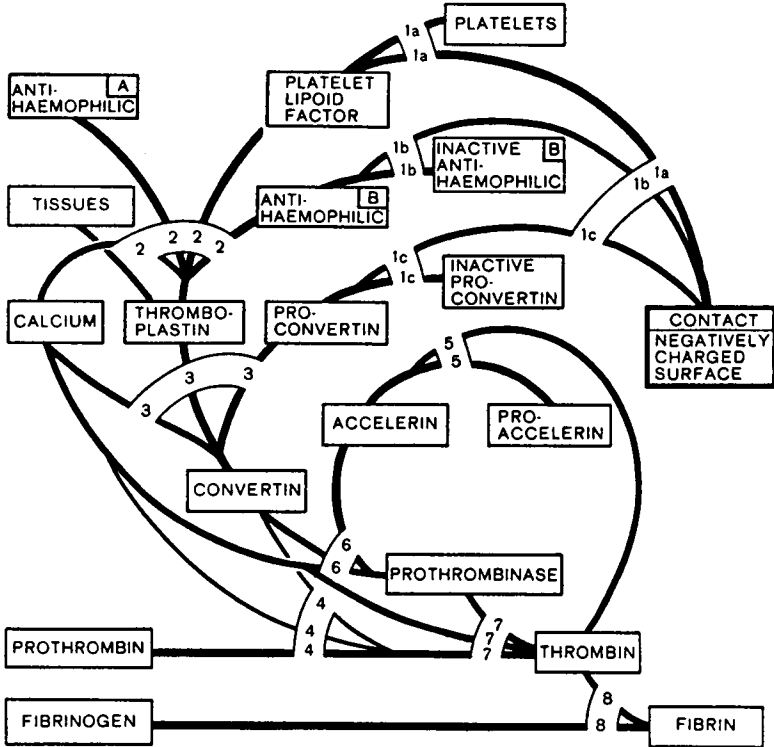 PLATELETS
1a
1a
ANTI- A
HAEMOPHILIC
PLATELET
LIPOID
FACTOR
1b
1b
INACTIVE B
ANTI-
HAEMOPHILIC
1b 1a
TISSUES
ANTI- B
HAEMOPHILIC
2 2 2 2
1c
1c
1c
INACTIVE
PRO-
CONVERTIN
CALCIUM
THROMBO-
PLASTIN
PRO-
CONVERTIN
CONTACT
NEGATIVELY
CHARGED
SURFACE
3 3 3
5
5
ACCELERIN
PRO-
ACCELERIN
CONVERTIN
6
6
PROTHROMBINASE
4
4
4
7
7
7
PROTHROMBIN
THROMBIN
8
8
FIBRINOGEN
FIBRIN